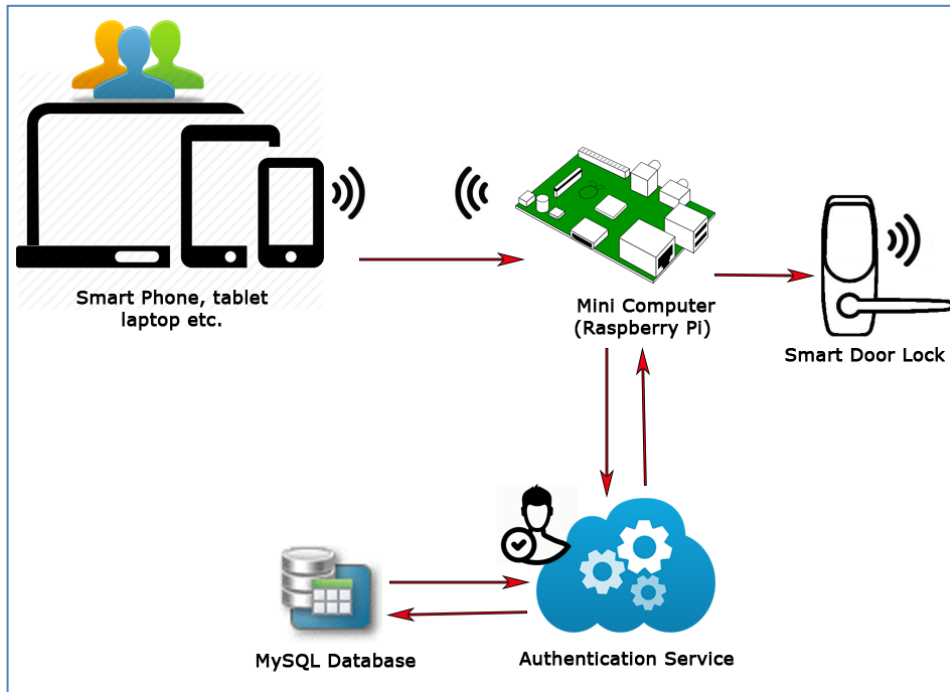 Smart Phone, tablet
laptop etc.
Mini Computer
(Raspberry Pi)
Smart Door Lock
MySQL Database
Authentication Service